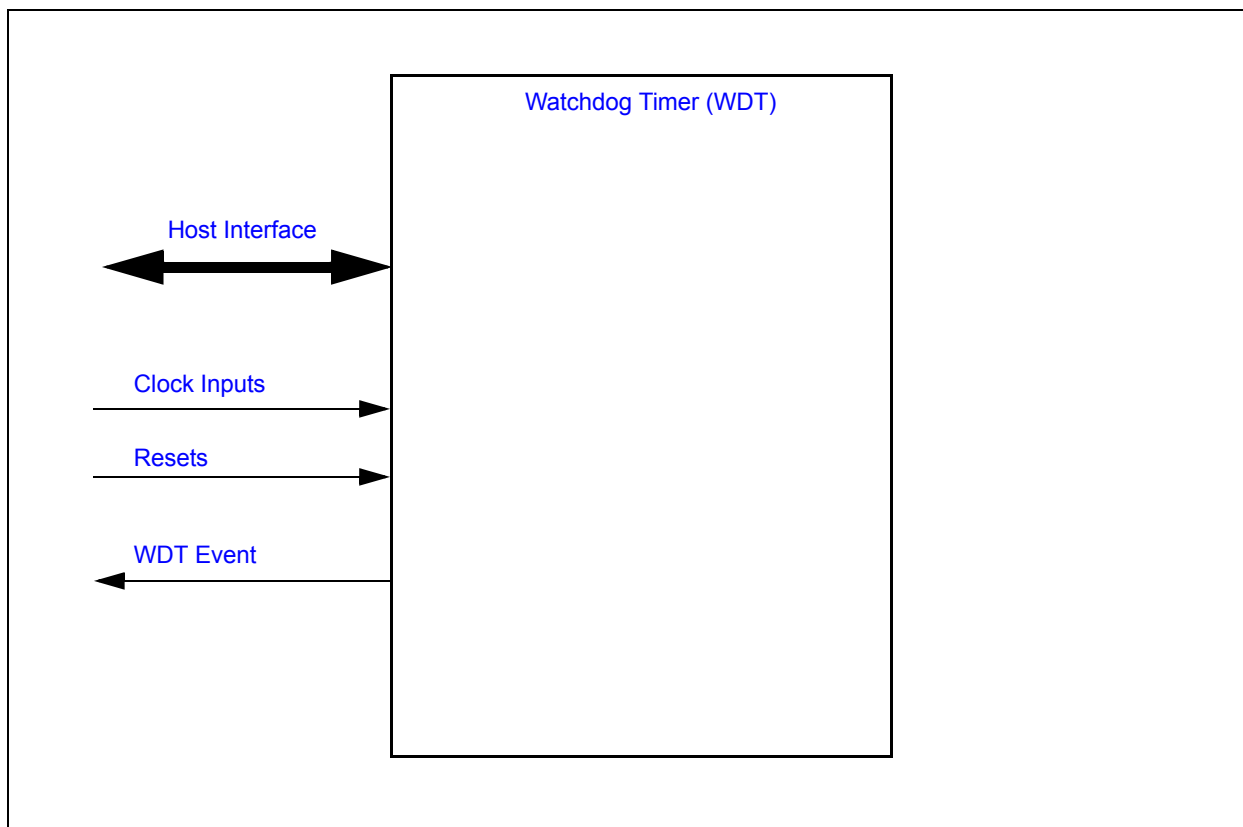 Watchdog Timer (WDT)
Host Interface
Clock Inputs
Resets
WDT Event